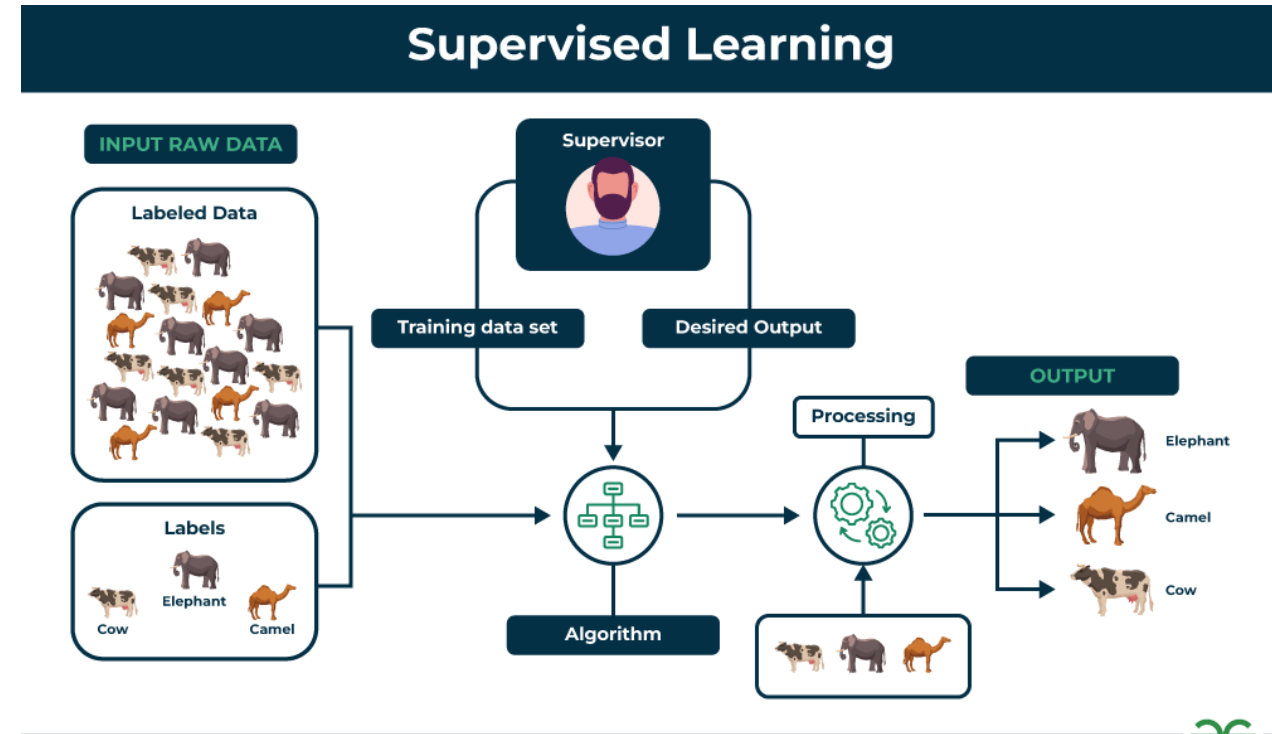 Supervised Learning
INPUT RAW DATA
Labeled Data
Labels
Elephant
Cow
Camel
Supervisor
Training data set
Desired Output
Algorithm
Processing
OUTPUT
Elephant
Camel
Cow